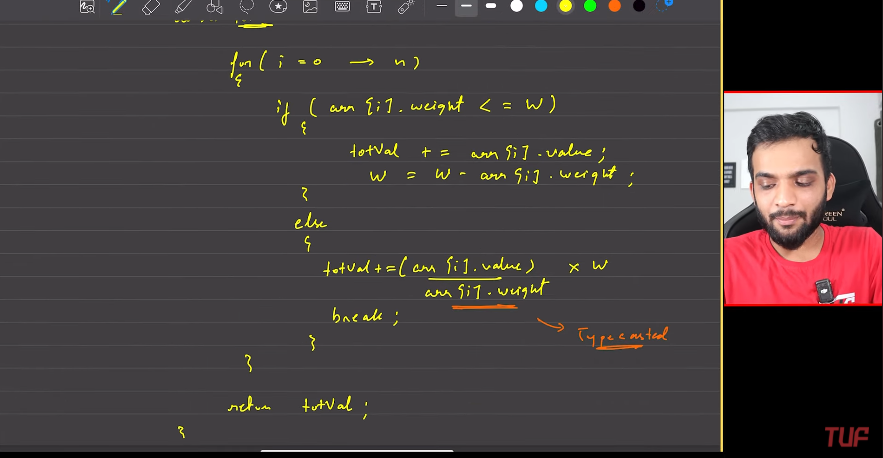 for ( i = 0 → n )
{
if ( arr [i] . weight < = W )
{
totVal + = arr [i] . value ;
W = W - arr [i] . weight ;
}
else
{
totVal + = ( arr [i] . value ) × W
arr [i] . weight
break ;
Typecasted
}
}
return totVal ;
}
TUF